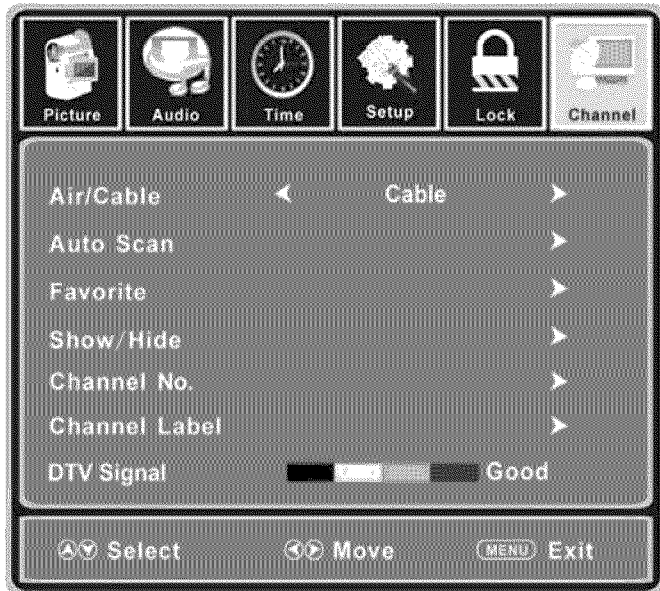 Picture Audio Time Setup Lock Channel
Air/Cable Cable
Auto Scan
Favorite
Show/Hide
Channel No.
Channel Label
DTV Signal Good
Select Move MENU Exit